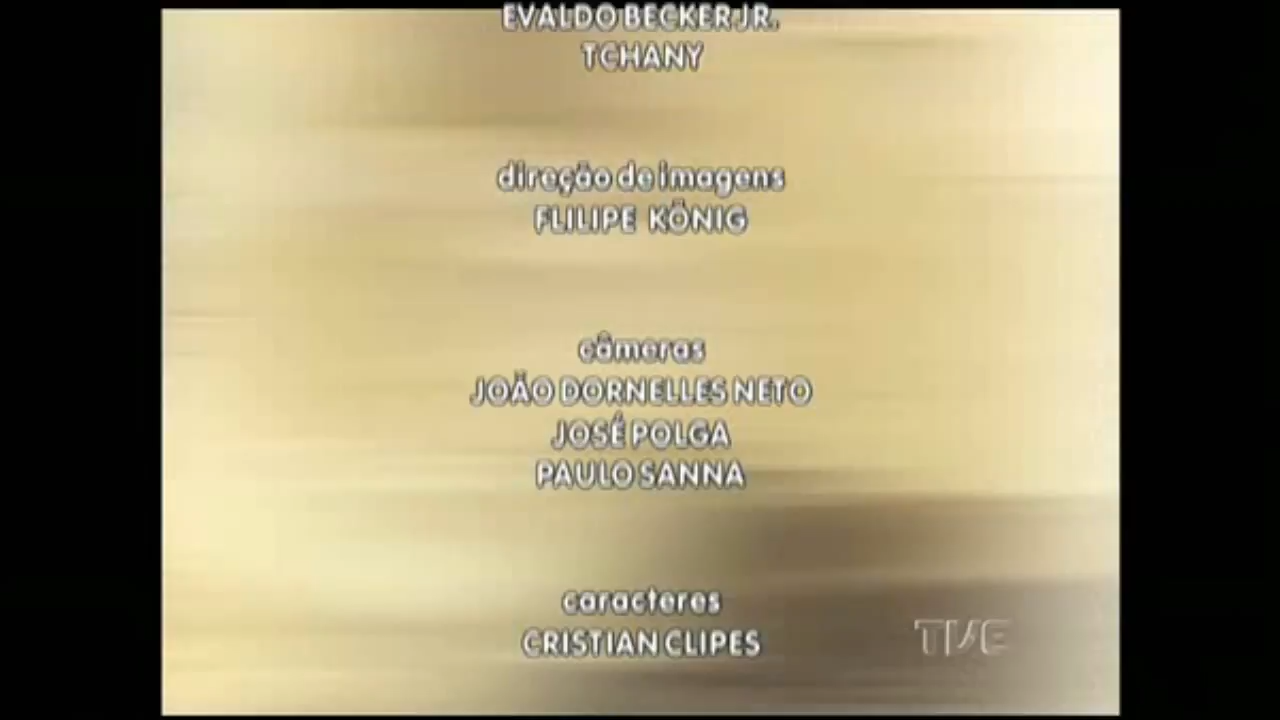 EVALDO BECKER JR.
TCHANY
direção de imagens
FLILIPE KÖNIG
câmeras
JOÃO DORNELLES NETO
JOSÉ POLGA
PAULO SANNA
caracteres
CRISTIAN CLIPES
TVE